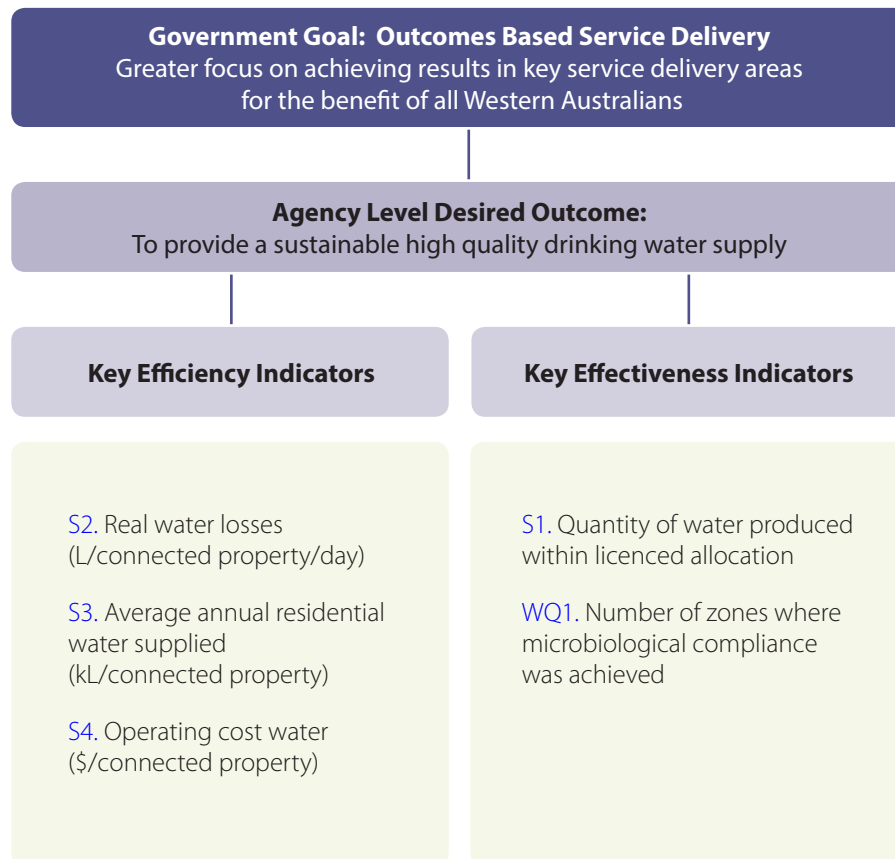 Government Goal: Outcomes Based Service Delivery
Greater focus on achieving results in key service delivery areas
for the benefit of all Western Australians
Agency Level Desired Outcome:
To provide a sustainable high quality drinking water supply
Key Efficiency Indicators
S2. Real water losses
(L/connected property/day)
S3. Average annual residential
water supplied
(kL/connected property)
S4. Operating cost water
($/connected property)
Key Effectiveness Indicators
S1. Quantity of water produced
within licenced allocation
WQ1. Number of zones where
microbiological compliance
was achieved